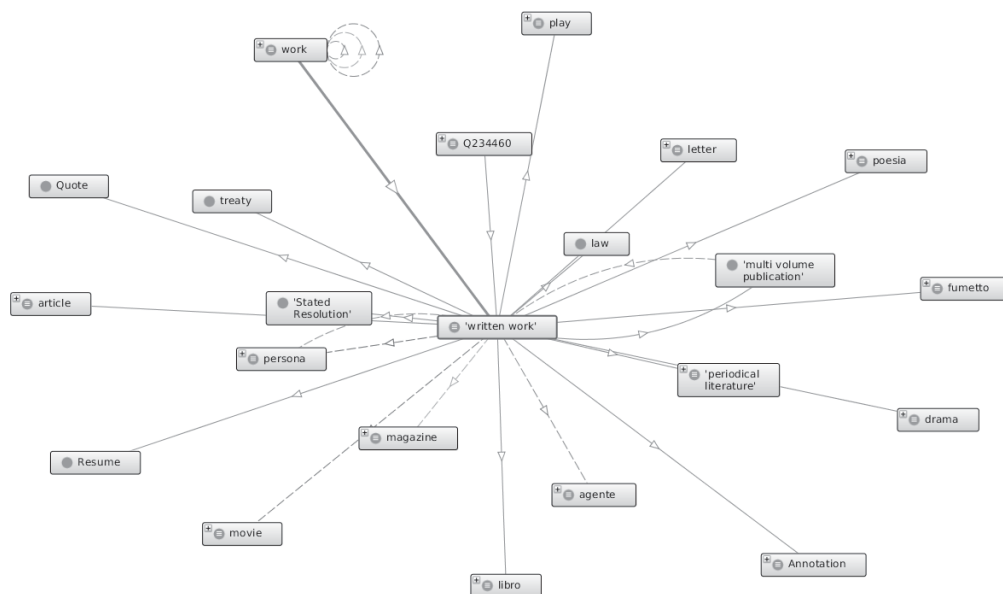 play
work
Q234460
letter
poesia
Quote
treaty
law
'multi volume
publication'
fumetto
article
'Stated
Resolution'
'written work'
persona
'periodical
literature'
drama
magazine
Resume
agente
movie
Annotation
libro